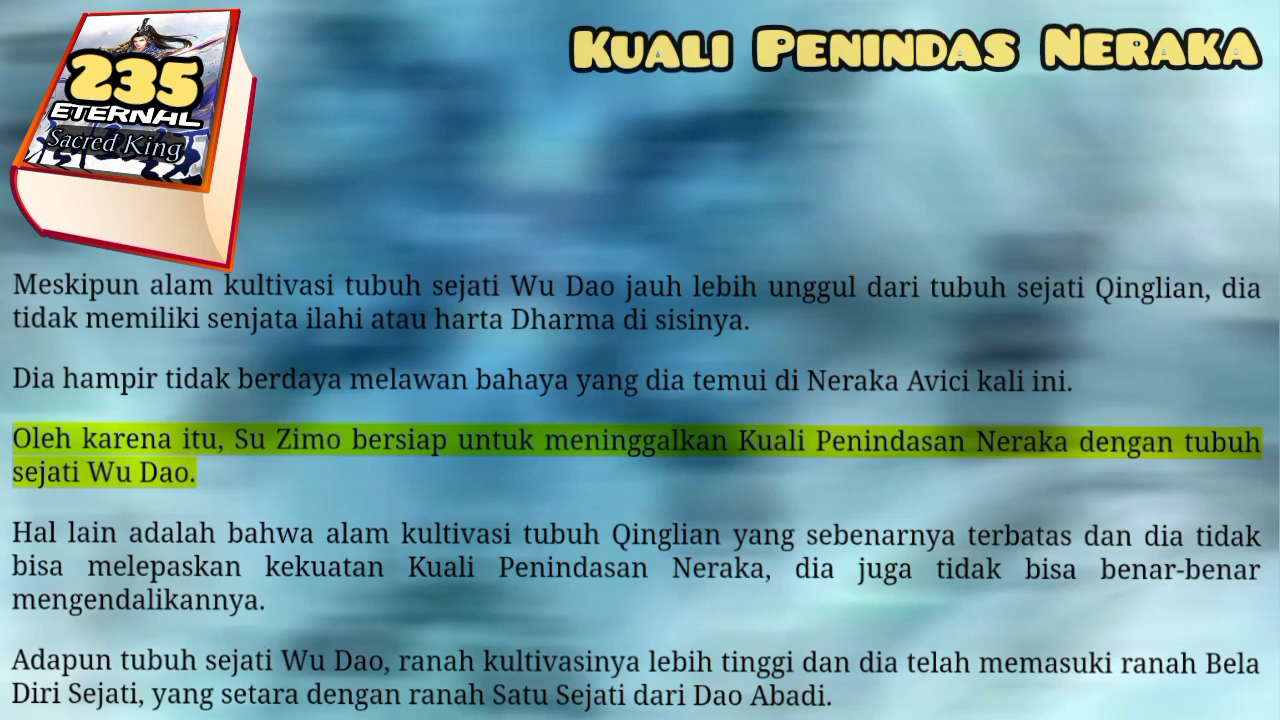 235
ETERNAL
Sacred King
Kuali Penindas Neraka
Meskipun alam kultivasi tubuh sejati Wu Dao jauh lebih unggul dari tubuh sejati Qinglian, dia
tidak memiliki senjata ilahi atau harta Dharma di sisinya.
Dia hampir tidak berdaya melawan bahaya yang dia temui di Neraka Avici kali ini.
Oleh karena itu, Su Zimo bersiap untuk meninggalkan Kuali Penindasan Neraka dengan tubuh
sejati Wu Dao.
Hal lain adalah bahwa alam kultivasi tubuh Qinglian yang sebenarnya terbatas dan dia tidak
bisa melepaskan kekuatan Kuali Penindasan Neraka, dia juga tidak bisa benar-benar
mengendalikannya.
Adapun tubuh sejati Wu Dao, ranah kultivasinya lebih tinggi dan dia telah memasuki ranah Bela
Diri Sejati, yang setara dengan ranah Satu Sejati dari Dao Abadi.